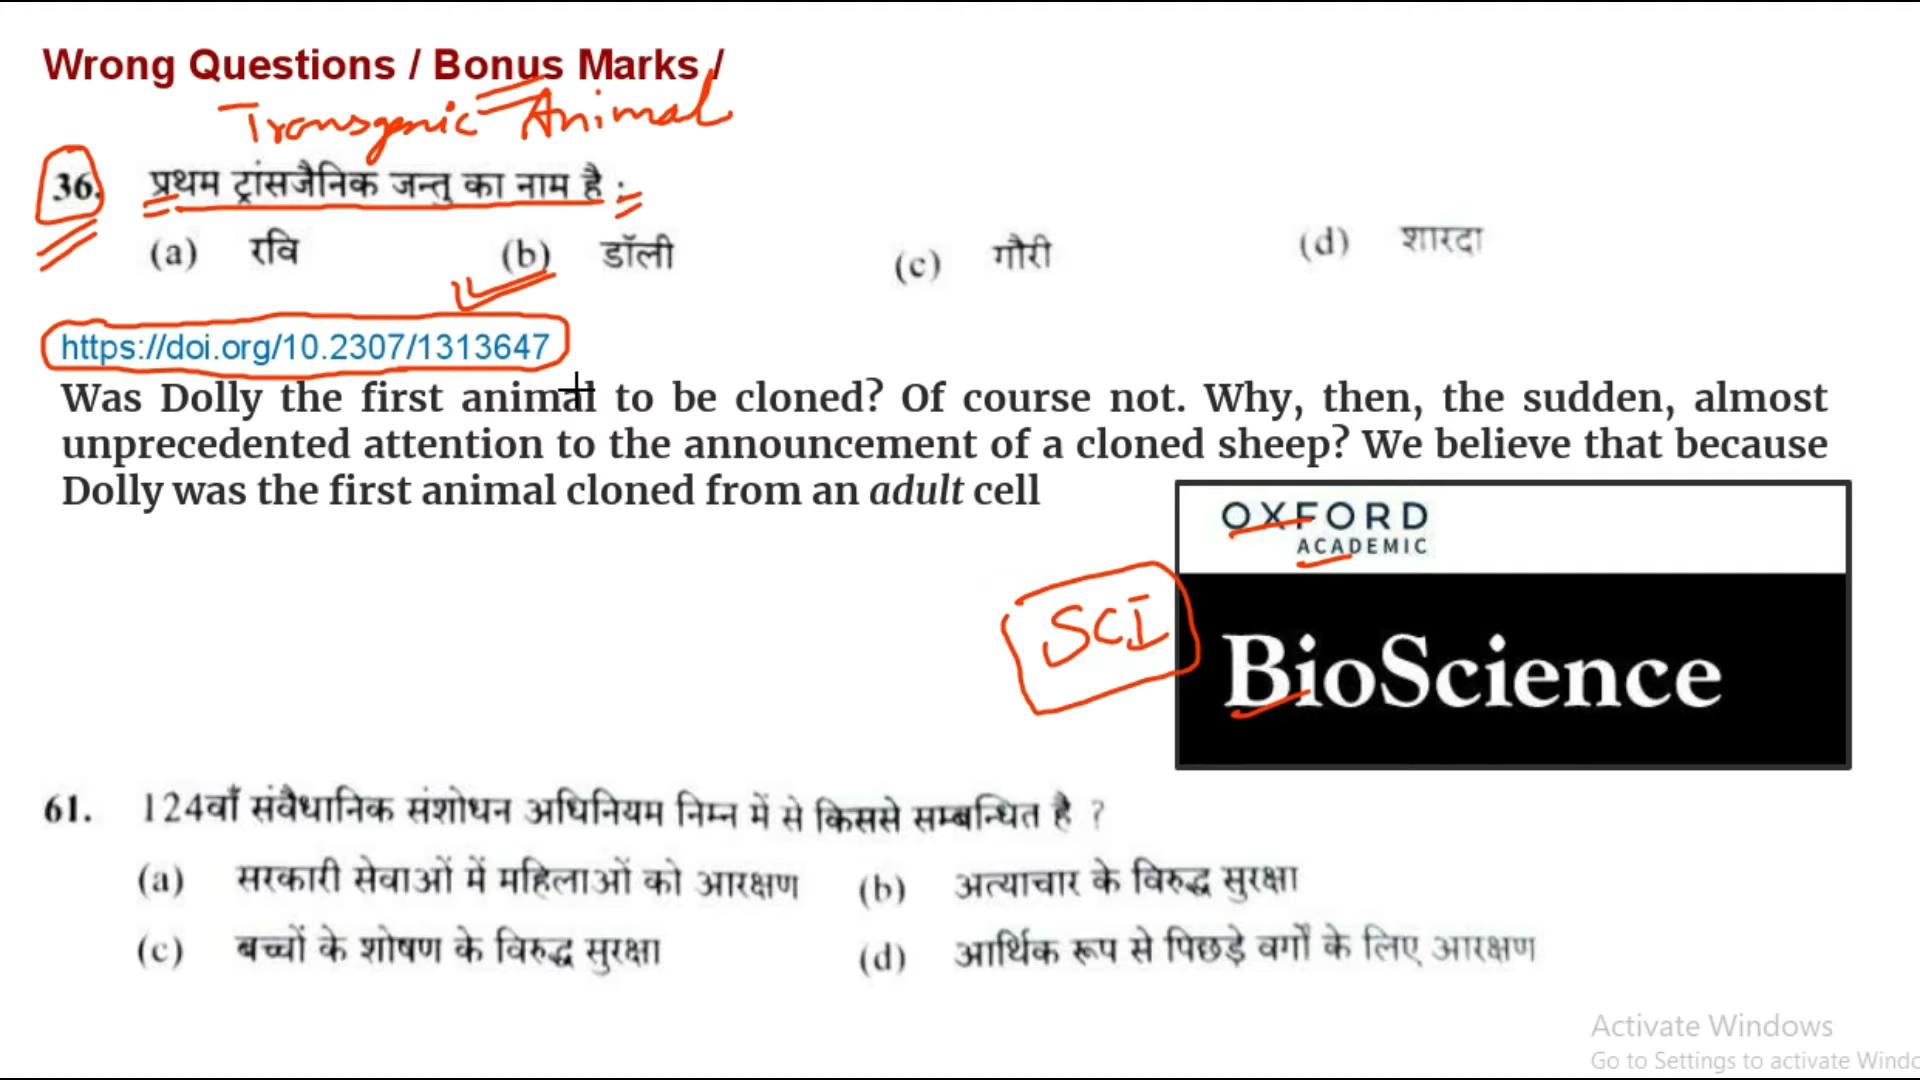 Wrong Questions / Bonus Marks /
Transgenic Animal
36. प्रथम ट्रांसजैनिक जन्तु का नाम है :
(a) रवि (b) डॉली (c) गौरी (d) शारदा
https://doi.org/10.2307/1313647
Was Dolly the first animal to be cloned? Of course not. Why, then, the sudden, almost
unprecedented attention to the announcement of a cloned sheep? We believe that because
Dolly was the first animal cloned from an adult cell
OXFORD
ACADEMIC
SCI
BioScience
61. 124वाँ संवैधानिक संशोधन अधिनियम निम्न में से किससे सम्बन्धित है ?
(a) सरकारी सेवाओं में महिलाओं को आरक्षण (b) अत्याचार के विरुद्ध सुरक्षा
(c) बच्चों के शोषण के विरुद्ध सुरक्षा (d) आर्थिक रूप से पिछड़े वर्गों के लिए आरक्षण
Activate Windows
Go to Settings to activate Windo